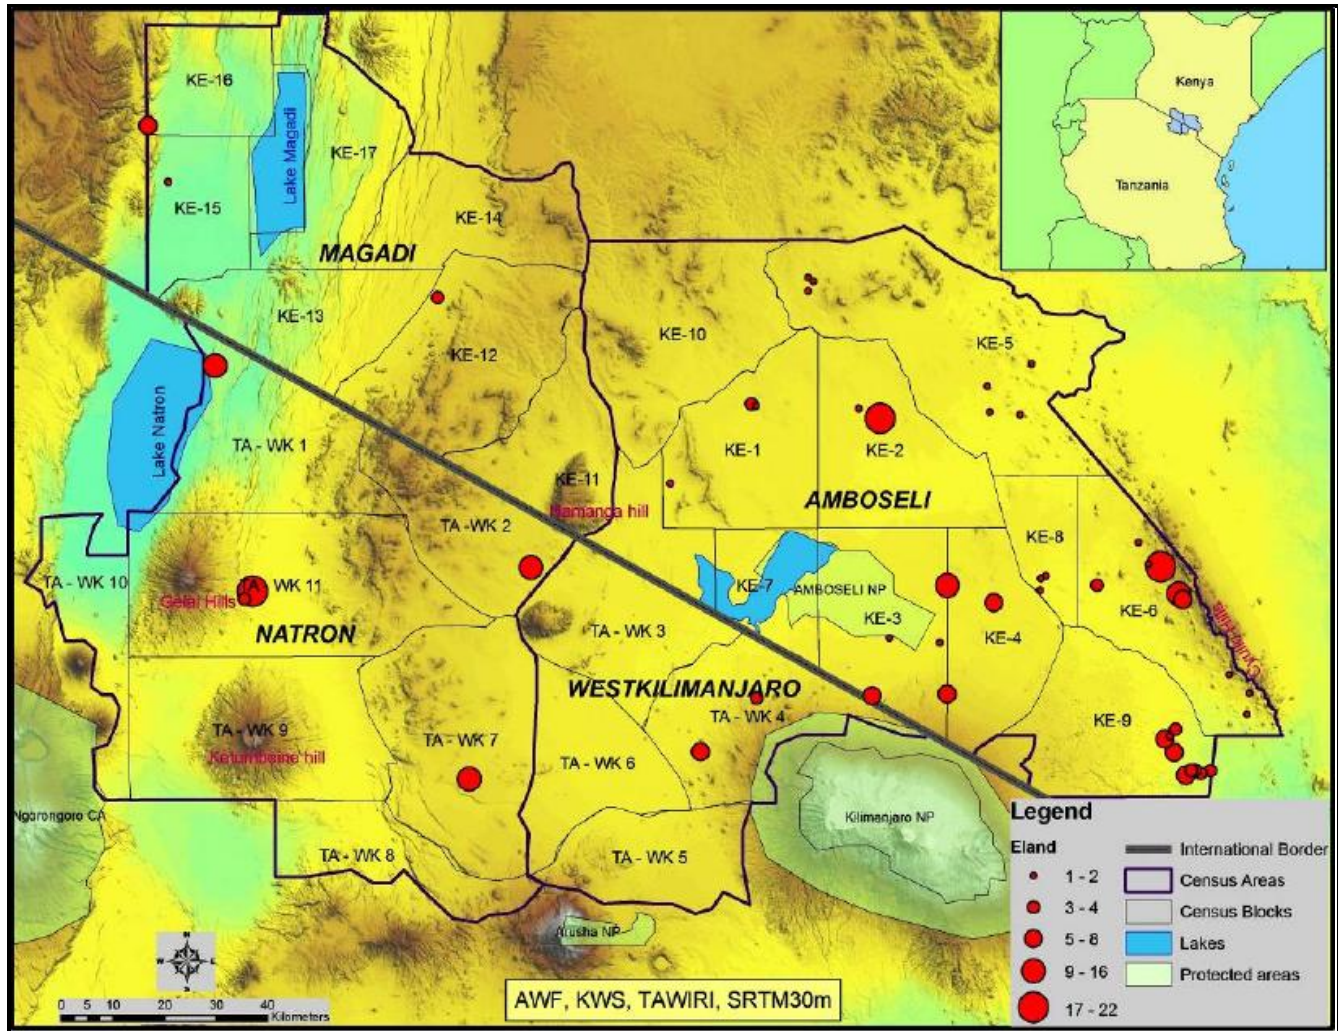 KE-16
Kenya
Lake Magadi
KE-17
Tanzania
KE-15
KE-14
MAGADI
KE-13
KE-10
KE-5
KE-12
Lake Natron
TA - WK 1
KE-1
KE-2
KE-11
AMBOSELI
Namanga hill
TA -WK 2
KE-8
TA - WK 10
TA - WK 11
KE-7
AMBOSELI NP
Gelai Hills
KE-3
KE-6
NATRON
TA - WK 3
KE-4
Chyulu Hills
WESTKILIMANJARO
TA - WK 4
KE-9
TA - WK 9
TA - WK 7
Ketumbeine hill
TA - WK 6
Ngorongoro CA
Kilimanjaro NP
TA - WK 8
TA - WK 5
Arusha NP
Legend
Eland
1 - 2
3 - 4
5 - 8
9 - 16
17 - 22
International Border
Census Areas
Census Blocks
Lakes
Protected areas
N
W E
S
0 5 10 20 30 40
Kilometers
AWF, KWS, TAWIRI, SRTM30m